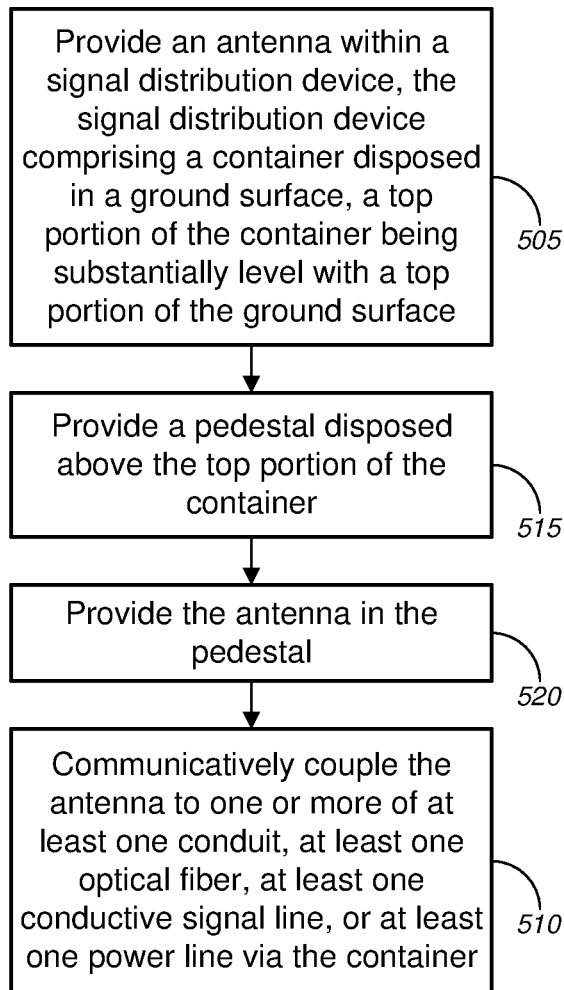 Provide an antenna within a
signal distribution device, the
signal distribution device
comprising a container disposed
in a ground surface, a top
portion of the container being
substantially level with a top
portion of the ground surface
505
Provide a pedestal disposed
above the top portion of the
container
515
Provide the antenna in the
pedestal
520
Communicatively couple the
antenna to one or more of at
least one conduit, at least one
optical fiber, at least one
conductive signal line, or at least
one power line via the container
510